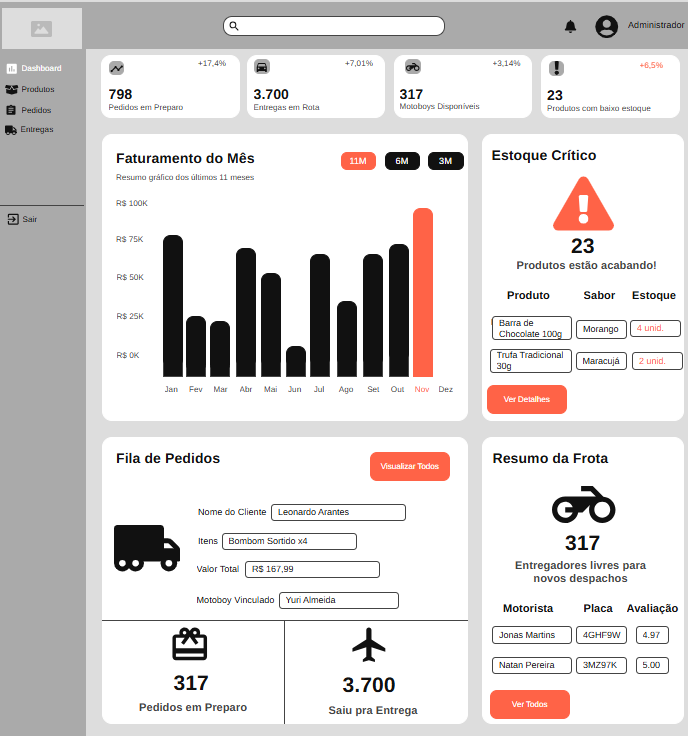 Administrador
Dashboard
Produtos
Pedidos
Entregas
Sair
+17,4%
798
Pedidos em Preparo
+7,01%
3.700
Entregas em Rota
+3,14%
317
Motoboys Disponíveis
+6,5%
23
Produtos com baixo estoque
Faturamento do Mês
11M
6M
3M
Resumo gráfico dos últimos 11 meses
R$ 100K
R$ 75K
R$ 50K
R$ 25K
R$ 0K
Jan Fev Mar Abr Mai Jun Jul Ago Set Out Nov Dez
Estoque Crítico
23
Produtos estão acabando!
Produto Sabor Estoque
Barra de
Chocolate 100g
Morango
4 unid.
Trufa Tradicional
30g
Maracujá
2 unid.
Ver Detalhes
Fila de Pedidos
Visualizar Todos
Nome do Cliente Leonardo Arantes
Itens Bombom Sortido x4
Valor Total R$ 167,99
Motoboy Vinculado Yuri Almeida
317
Pedidos em Preparo
3.700
Saiu pra Entrega
Resumo da Frota
317
Entregadores livres para
novos despachos
Motorista Placa Avaliação
Jonas Martins 4GHF9W 4.97
Natan Pereira 3MZ97K 5.00
Ver Todos